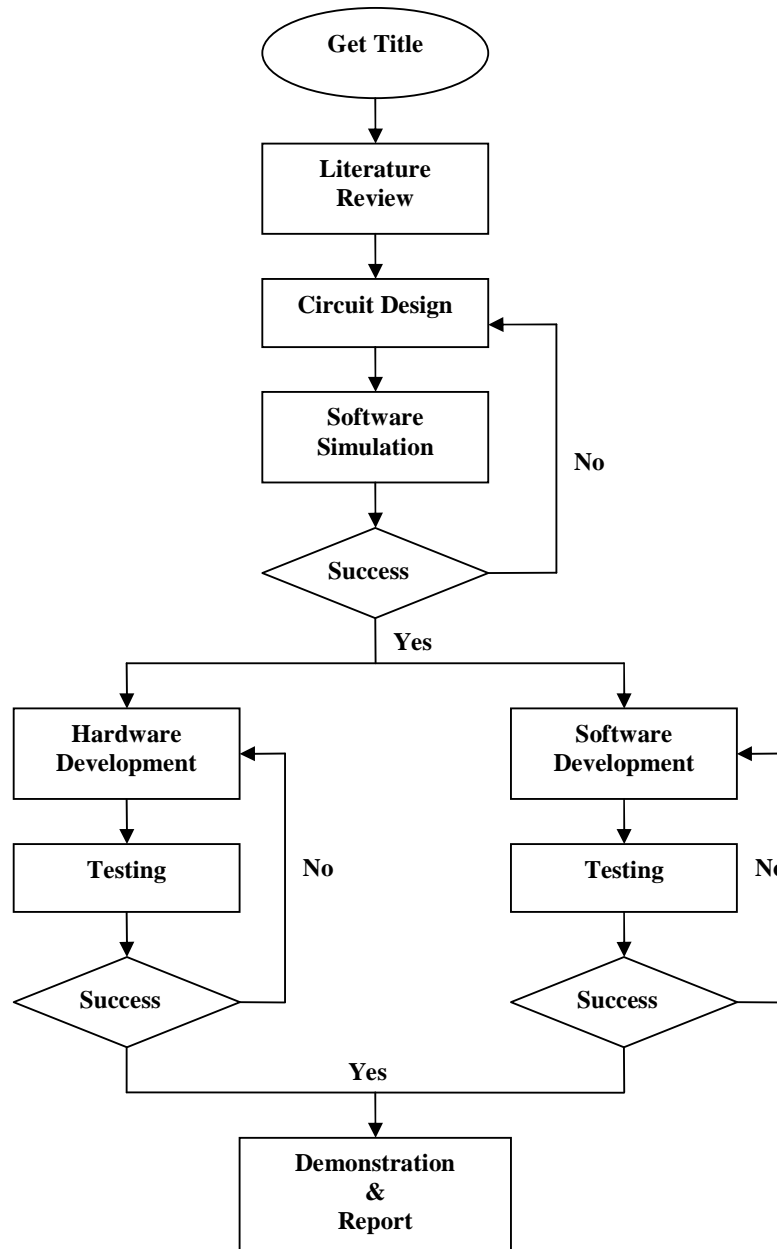 Get Title
Literature
Review
Circuit Design
Software
Simulation
No
Success
Yes
Hardware
Development
Software
Development
Testing
No
Testing
No
Success
Success
Yes
Demonstration
&
Report